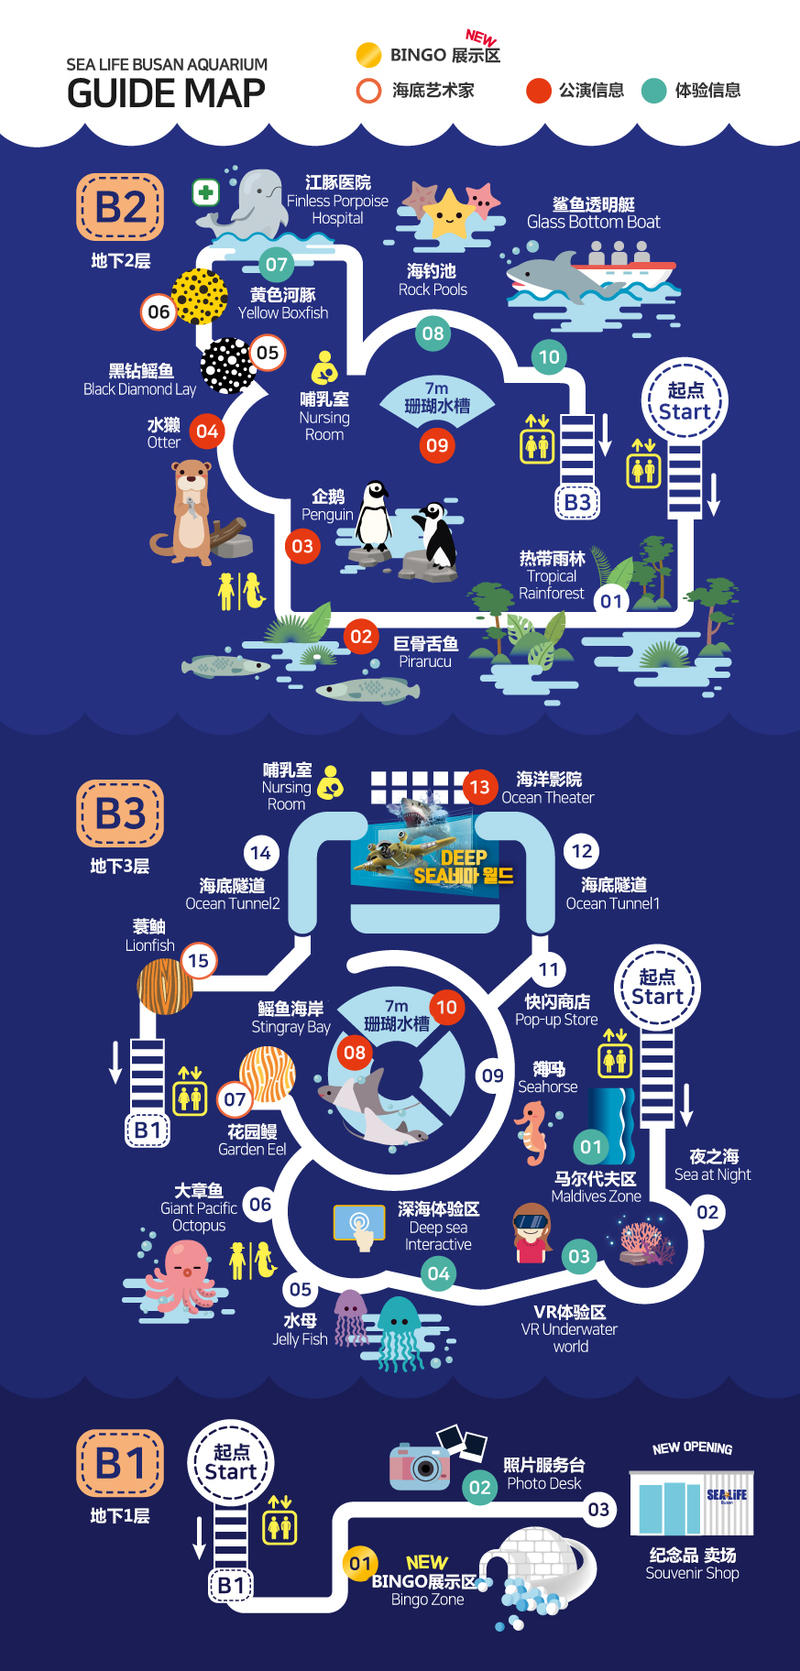 SEA LIFE BUSAN AQUARIUM
GUIDE MAP
NEW
BINGO 展示区
海底艺术家
公演信息
体验信息
B2
地下2层
江豚医院
Finless Porpoise
Hospital
07
海钓池
Rock Pools
08
鲨鱼透明艇
Glass Bottom Boat
10
06
黄色河豚
Yellow Boxfish
05
黑钻鳐鱼
Black Diamond Lay
哺乳室
Nursing
Room
7m
珊瑚水槽
09
起点
Start
水獭
Otter
04
B3
企鹅
Penguin
03
热带雨林
Tropical
Rainforest
01
02
巨骨舌鱼
Pirarucu
B3
地下3层
哺乳室
Nursing
Room
13
海洋影院
Ocean Theater
14
海底隧道
Ocean Tunnel2
DEEP
SEA네마 월드
12
海底隧道
Ocean Tunnel1
蓑鲉
Lionfish
15
11
快闪商店
Pop-up Store
起点
Start
鳐鱼海岸
Stingray Bay
7m
珊瑚水槽
10
08
09
海马
Seahorse
B1
07
花园鳗
Garden Eel
01
马尔代夫区
Maldives Zone
夜之海
Sea at Night
02
大章鱼
Giant Pacific
Octopus
06
深海体验区
Deep sea
Interactive
04
03
05
水母
Jelly Fish
VR体验区
VR Underwater
world
B1
地下1层
起点
Start
B1
照片服务台
Photo Desk
02
03
NEW OPENING
SEA LIFE
Busan
纪念品 卖场
Souvenir Shop
01
NEW
BINGO展示区
Bingo Zone